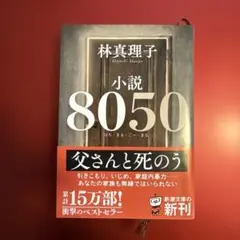 林真理子
Hayashi Mariko
小説
8050
父さんと死のう
引きこもり、いじめ、家庭内暴力——
あなたの家族も無縁ではいられない
累計15万部!
衝撃のベストセラー
新潮文庫の
新刊